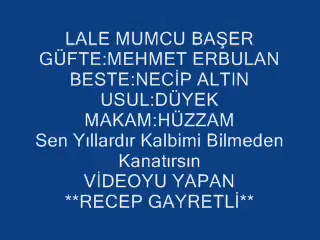 LALE MUMCU BAŞER
GÜFTE:MEHMET ERBULAN
BESTE:NECİP ALTIN
USUL:DÜYEK
MAKAM:HÜZZAM
Sen Yıllardır Kalbimi Bilmeden
Kanatırsın
VİDEOYU YAPAN
**RECEP GAYRETLİ**